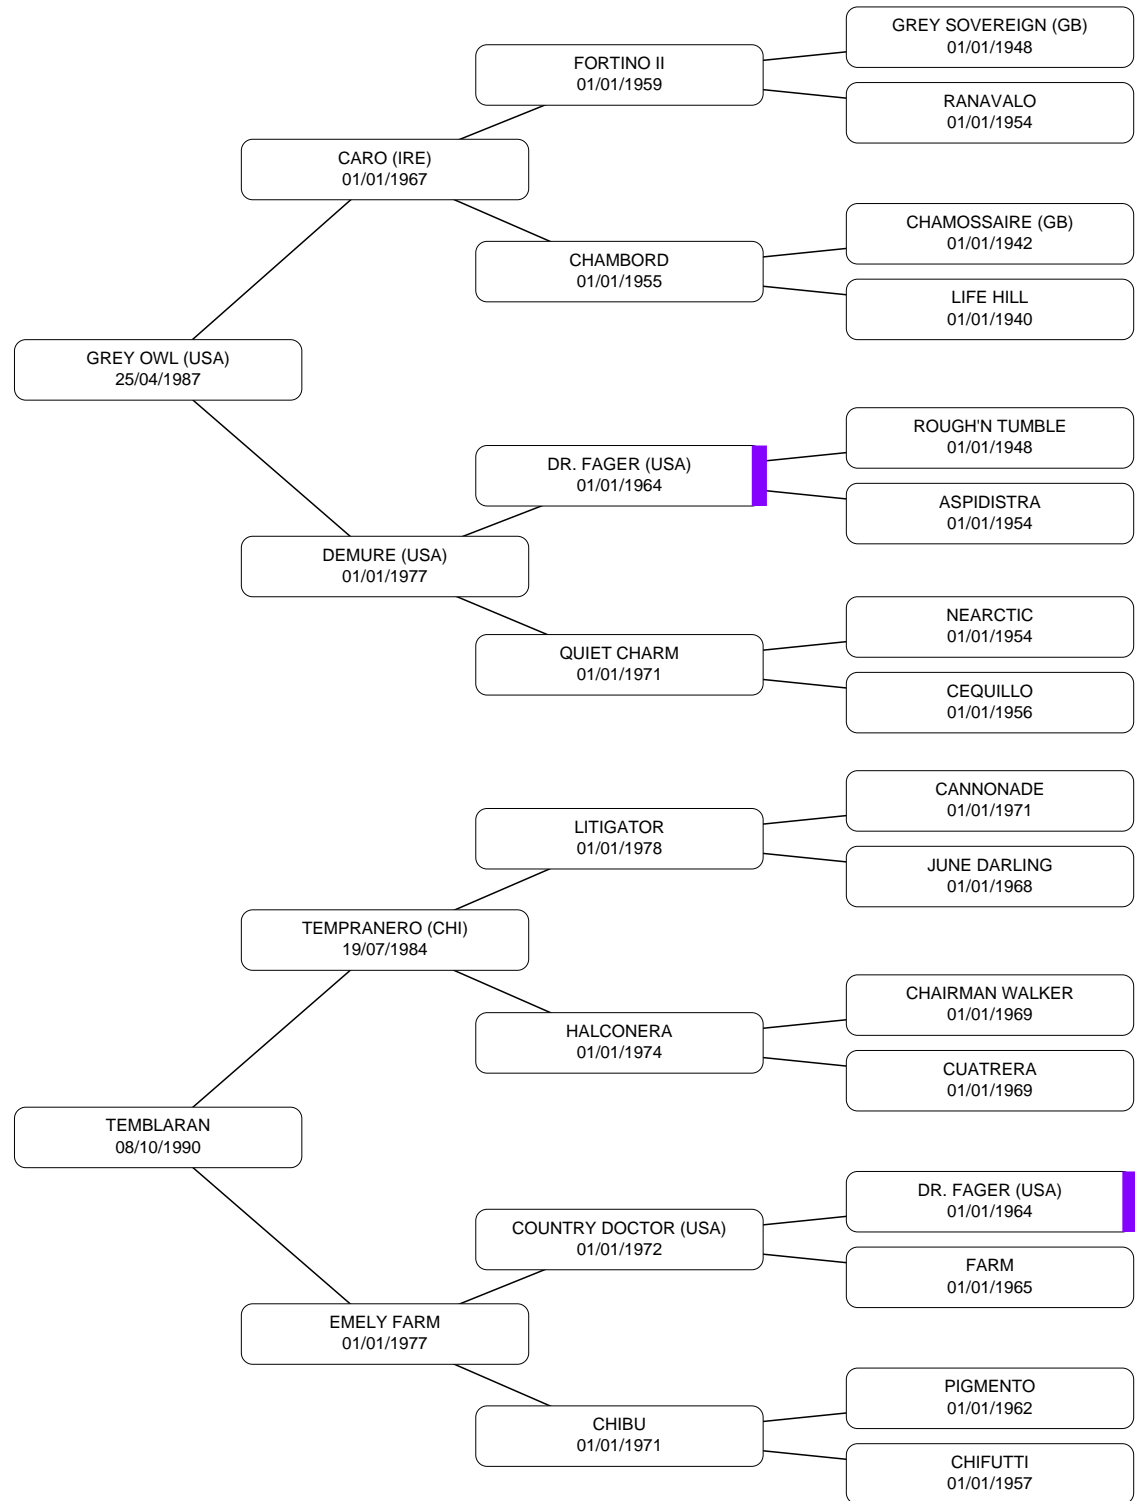 GREY SOVEREIGN (GB)
01/01/1948
FORTINO II
01/01/1959
RANAVALO
01/01/1954
CARO (IRE)
01/01/1967
CHAMOSSAIRE (GB)
01/01/1942
CHAMBORD
01/01/1955
LIFE HILL
01/01/1940
GREY OWL (USA)
25/04/1987
ROUGH'N TUMBLE
01/01/1948
DR. FAGER (USA)
01/01/1964
ASPIDISTRA
01/01/1954
DEMURE (USA)
01/01/1977
NEARCTIC
01/01/1954
QUIET CHARM
01/01/1971
CEQUILLO
01/01/1956
CANNONADE
01/01/1971
LITIGATOR
01/01/1978
JUNE DARLING
01/01/1968
TEMPRANERO (CHI)
19/07/1984
CHAIRMAN WALKER
01/01/1969
HALCONERA
01/01/1974
CUATRERA
01/01/1969
TEMBLARAN
08/10/1990
DR. FAGER (USA)
01/01/1964
COUNTRY DOCTOR (USA)
01/01/1972
FARM
01/01/1965
EMELY FARM
01/01/1977
PIGMENTO
01/01/1962
CHIBU
01/01/1971
CHIFUTTI
01/01/1957